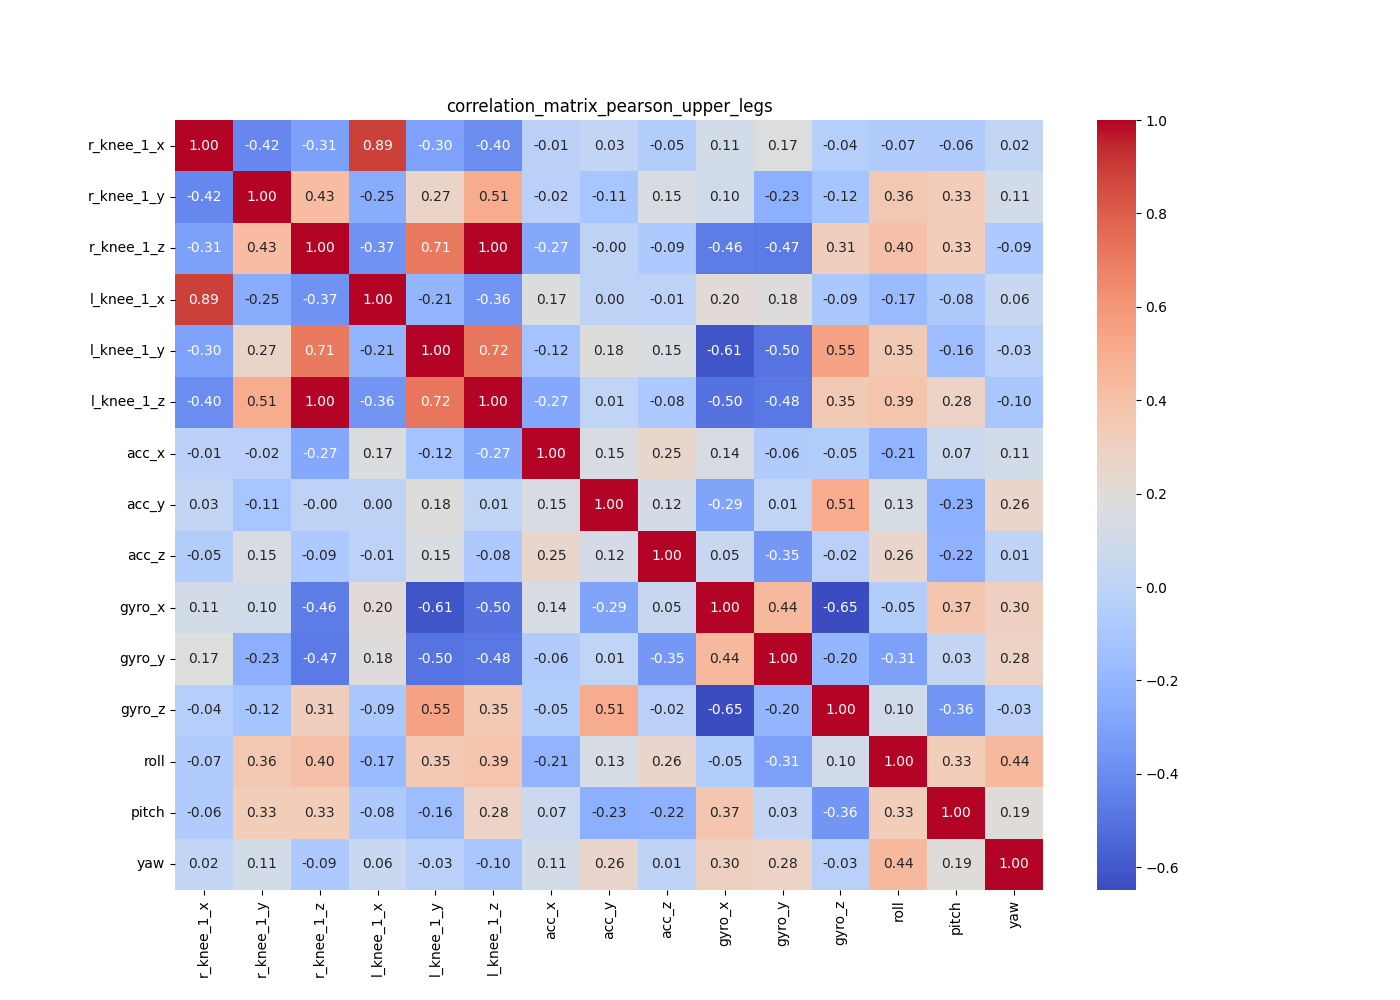 correlation_matrix_pearson_upper_legs
r_knee_1_x 1.00 -0.42 -0.31 0.89 -0.30 -0.40 -0.01 0.03 -0.05 0.11 0.17 -0.04 -0.07 -0.06 0.02
r_knee_1_y -0.42 1.00 0.43 -0.25 0.27 0.51 -0.02 -0.11 0.15 0.10 -0.23 -0.12 0.36 0.33 0.11
r_knee_1_z -0.31 0.43 1.00 -0.37 0.71 1.00 -0.27 -0.00 -0.09 -0.46 -0.47 0.31 0.40 0.33 -0.09
l_knee_1_x 0.89 -0.25 -0.37 1.00 -0.21 -0.36 0.17 0.00 -0.01 0.20 0.18 -0.09 -0.17 -0.08 0.06
l_knee_1_y -0.30 0.27 0.71 -0.21 1.00 0.72 -0.12 0.18 0.15 -0.61 -0.50 0.55 0.35 -0.16 -0.03
l_knee_1_z -0.40 0.51 1.00 -0.36 0.72 1.00 -0.27 0.01 -0.08 -0.50 -0.48 0.35 0.39 0.28 -0.10
acc_x -0.01 -0.02 -0.27 0.17 -0.12 -0.27 1.00 0.15 0.25 0.14 -0.06 -0.05 -0.21 0.07 0.11
acc_y 0.03 -0.11 -0.00 0.00 0.18 0.01 0.15 1.00 0.12 -0.29 0.01 0.51 0.13 -0.23 0.26
acc_z -0.05 0.15 -0.09 -0.01 0.15 -0.08 0.25 0.12 1.00 0.05 -0.35 -0.02 0.26 -0.22 0.01
gyro_x 0.11 0.10 -0.46 0.20 -0.61 -0.50 0.14 -0.29 0.05 1.00 0.44 -0.65 -0.05 0.37 0.30
gyro_y 0.17 -0.23 -0.47 0.18 -0.50 -0.48 -0.06 0.01 -0.35 0.44 1.00 -0.20 -0.31 0.03 0.28
gyro_z -0.04 -0.12 0.31 -0.09 0.55 0.35 -0.05 0.51 -0.02 -0.65 -0.20 1.00 0.10 -0.36 -0.03
roll -0.07 0.36 0.40 -0.17 0.35 0.39 -0.21 0.13 0.26 -0.05 -0.31 0.10 1.00 0.33 0.44
pitch -0.06 0.33 0.33 -0.08 -0.16 0.28 0.07 -0.23 -0.22 0.37 0.03 -0.36 0.33 1.00 0.19
yaw 0.02 0.11 -0.09 0.06 -0.03 -0.10 0.11 0.26 0.01 0.30 0.28 -0.03 0.44 0.19 1.00
r_knee_1_x r_knee_1_y r_knee_1_z l_knee_1_x l_knee_1_y l_knee_1_z acc_x acc_y acc_z gyro_x gyro_y gyro_z roll pitch yaw
1.0
0.8
0.6
0.4
0.2
0.0
−0.2
−0.4
−0.6